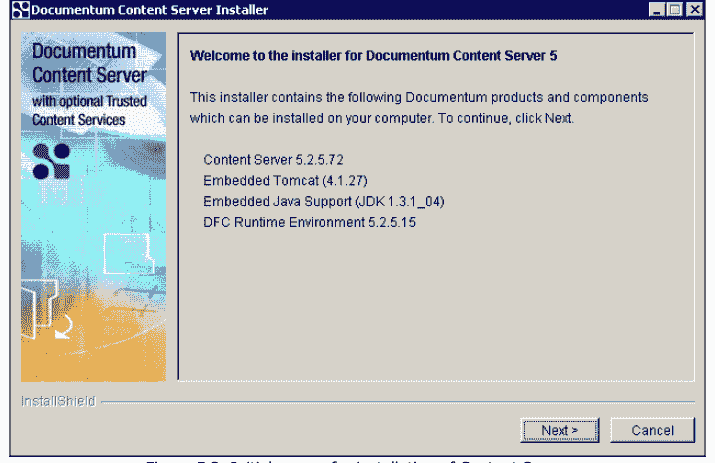 Documentum Content Server Installer
Documentum
Content Server
with optional Trusted
Content Services
Welcome to the installer for Documentum Content Server 5
This installer contains the following Documentum products and components
which can be installed on your computer. To continue, click Next.
Content Server 5.2.5.72
Embedded Tomcat (4.1.27)
Embedded Java Support (JDK 1.3.1_04)
DFC Runtime Environment 5.2.5.15
InstallShield
Next >
Cancel